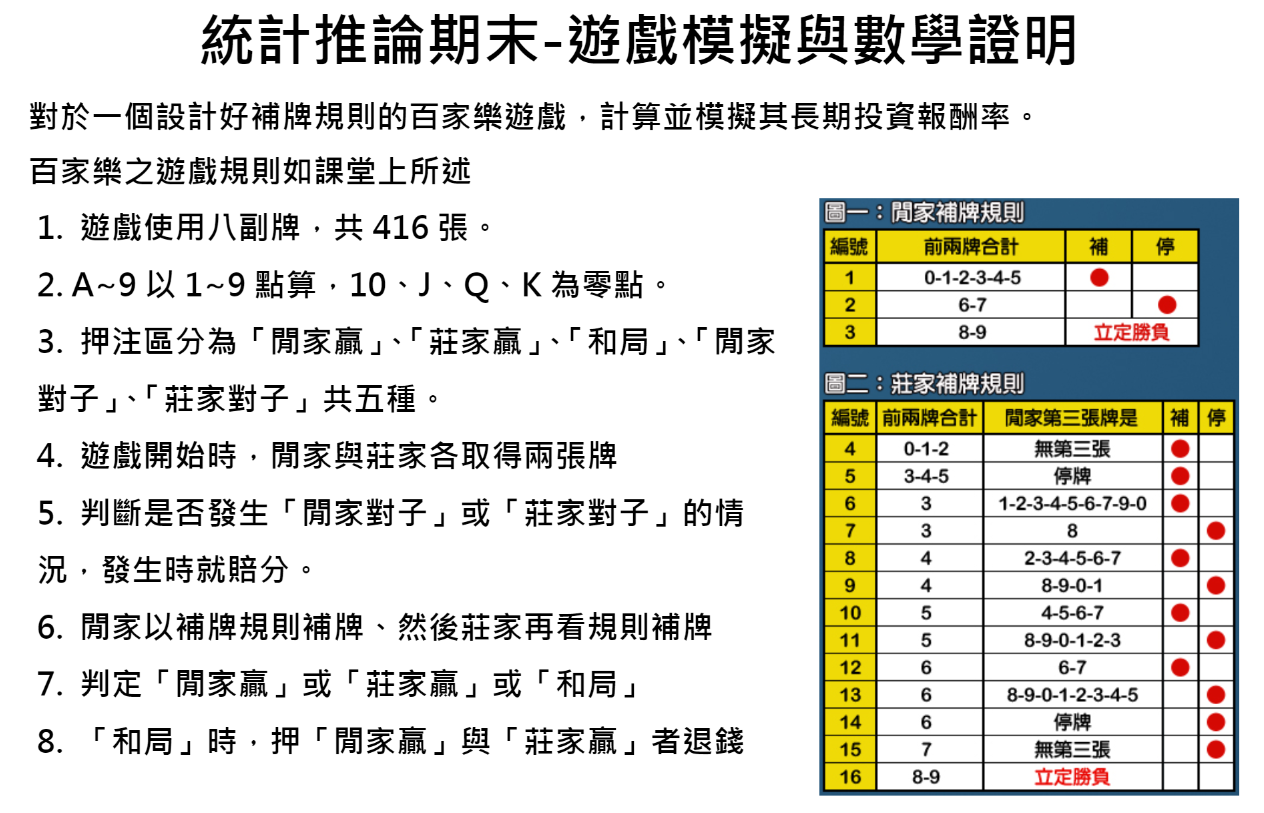 統計推論期末-遊戲模擬與數學證明
對於一個設計好補牌規則的百家樂遊戲，計算並模擬其長期投資報酬率。
百家樂之遊戲規則如課堂上所述
1. 遊戲使用八副牌，共 416 張。
2. A~9 以 1~9 點算，10、J、Q、K 為零點。
3. 押注區分為「閒家贏」、「莊家贏」、「和局」、「閒家
對子」、「莊家對子」共五種。
4. 遊戲開始時，閒家與莊家各取得兩張牌
5. 判斷是否發生「閒家對子」或「莊家對子」的情
況，發生時就賠分。
6. 閒家以補牌規則補牌、然後莊家再看規則補牌
7. 判定「閒家贏」或「莊家贏」或「和局」
8. 「和局」時，押「閒家贏」與「莊家贏」者退錢
圖一：閒家補牌規則
編號 前兩牌合計 補 停
1 0-1-2-3-4-5
2 6-7
3 8-9 立定勝負
圖二：莊家補牌規則
編號 前兩牌合計 閒家第三張牌是 補 停
4 0-1-2 無第三張
5 3-4-5 停牌
6 3 1-2-3-4-5-6-7-9-0
7 3 8
8 4 2-3-4-5-6-7
9 4 8-9-0-1
10 5 4-5-6-7
11 5 8-9-0-1-2-3
12 6 6-7
13 6 8-9-0-1-2-3-4-5
14 6 停牌
15 7 無第三張
16 8-9 立定勝負